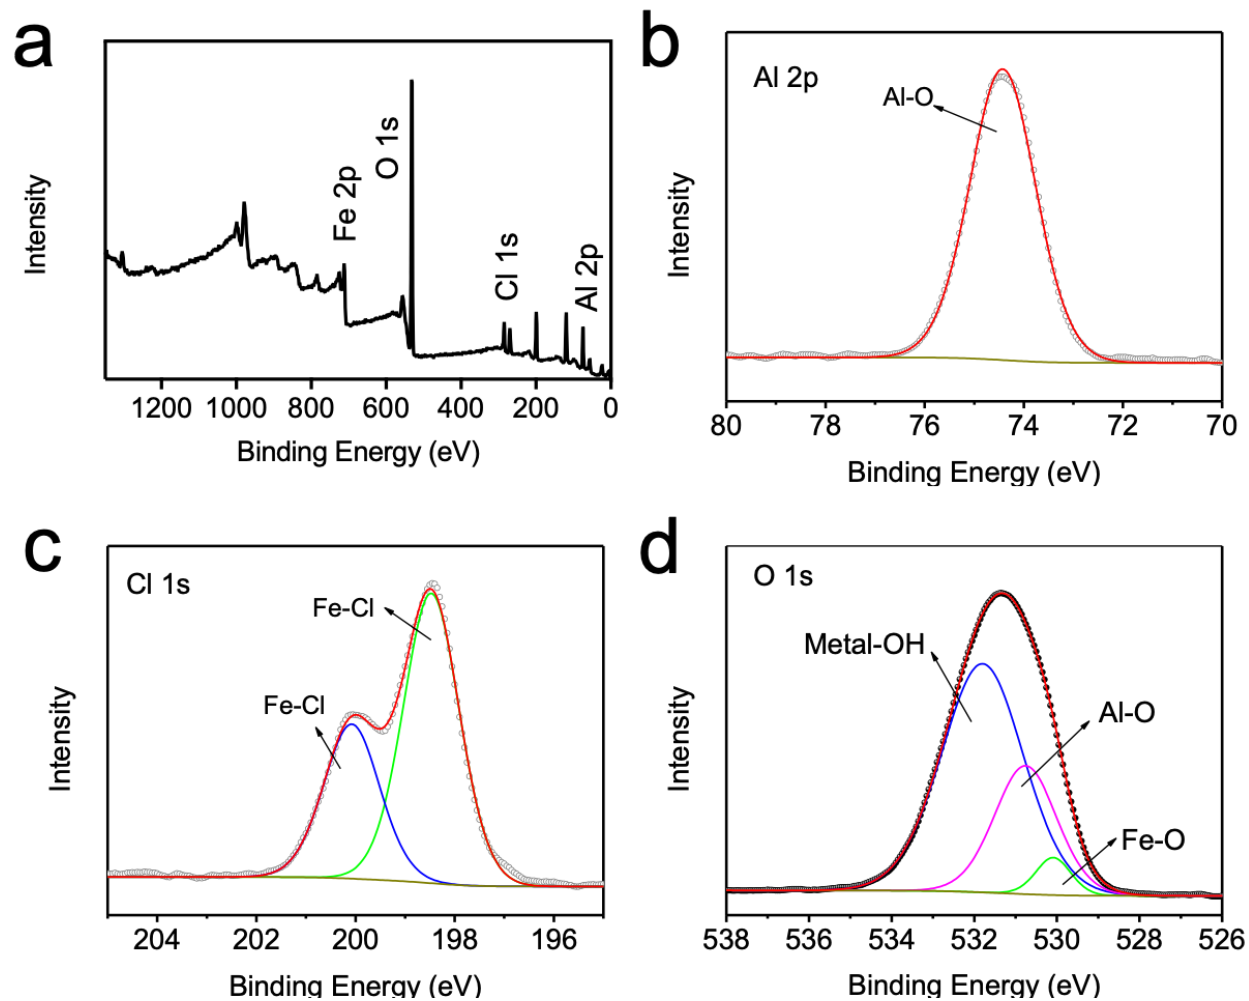 a
Intensity
Fe 2p
O 1s
Cl 1s
Al 2p
1200 1000 800 600 400 200 0
Binding Energy (eV)
b
Al 2p
Al-O
Intensity
80 78 76 74 72 70
Binding Energy (eV)
c
Cl 1s
Fe-Cl
Fe-Cl
Intensity
204 202 200 198 196
Binding Energy (eV)
d
O 1s
Metal-OH
Al-O
Fe-O
Intensity
538 536 534 532 530 528 526
Binding Energy (eV)